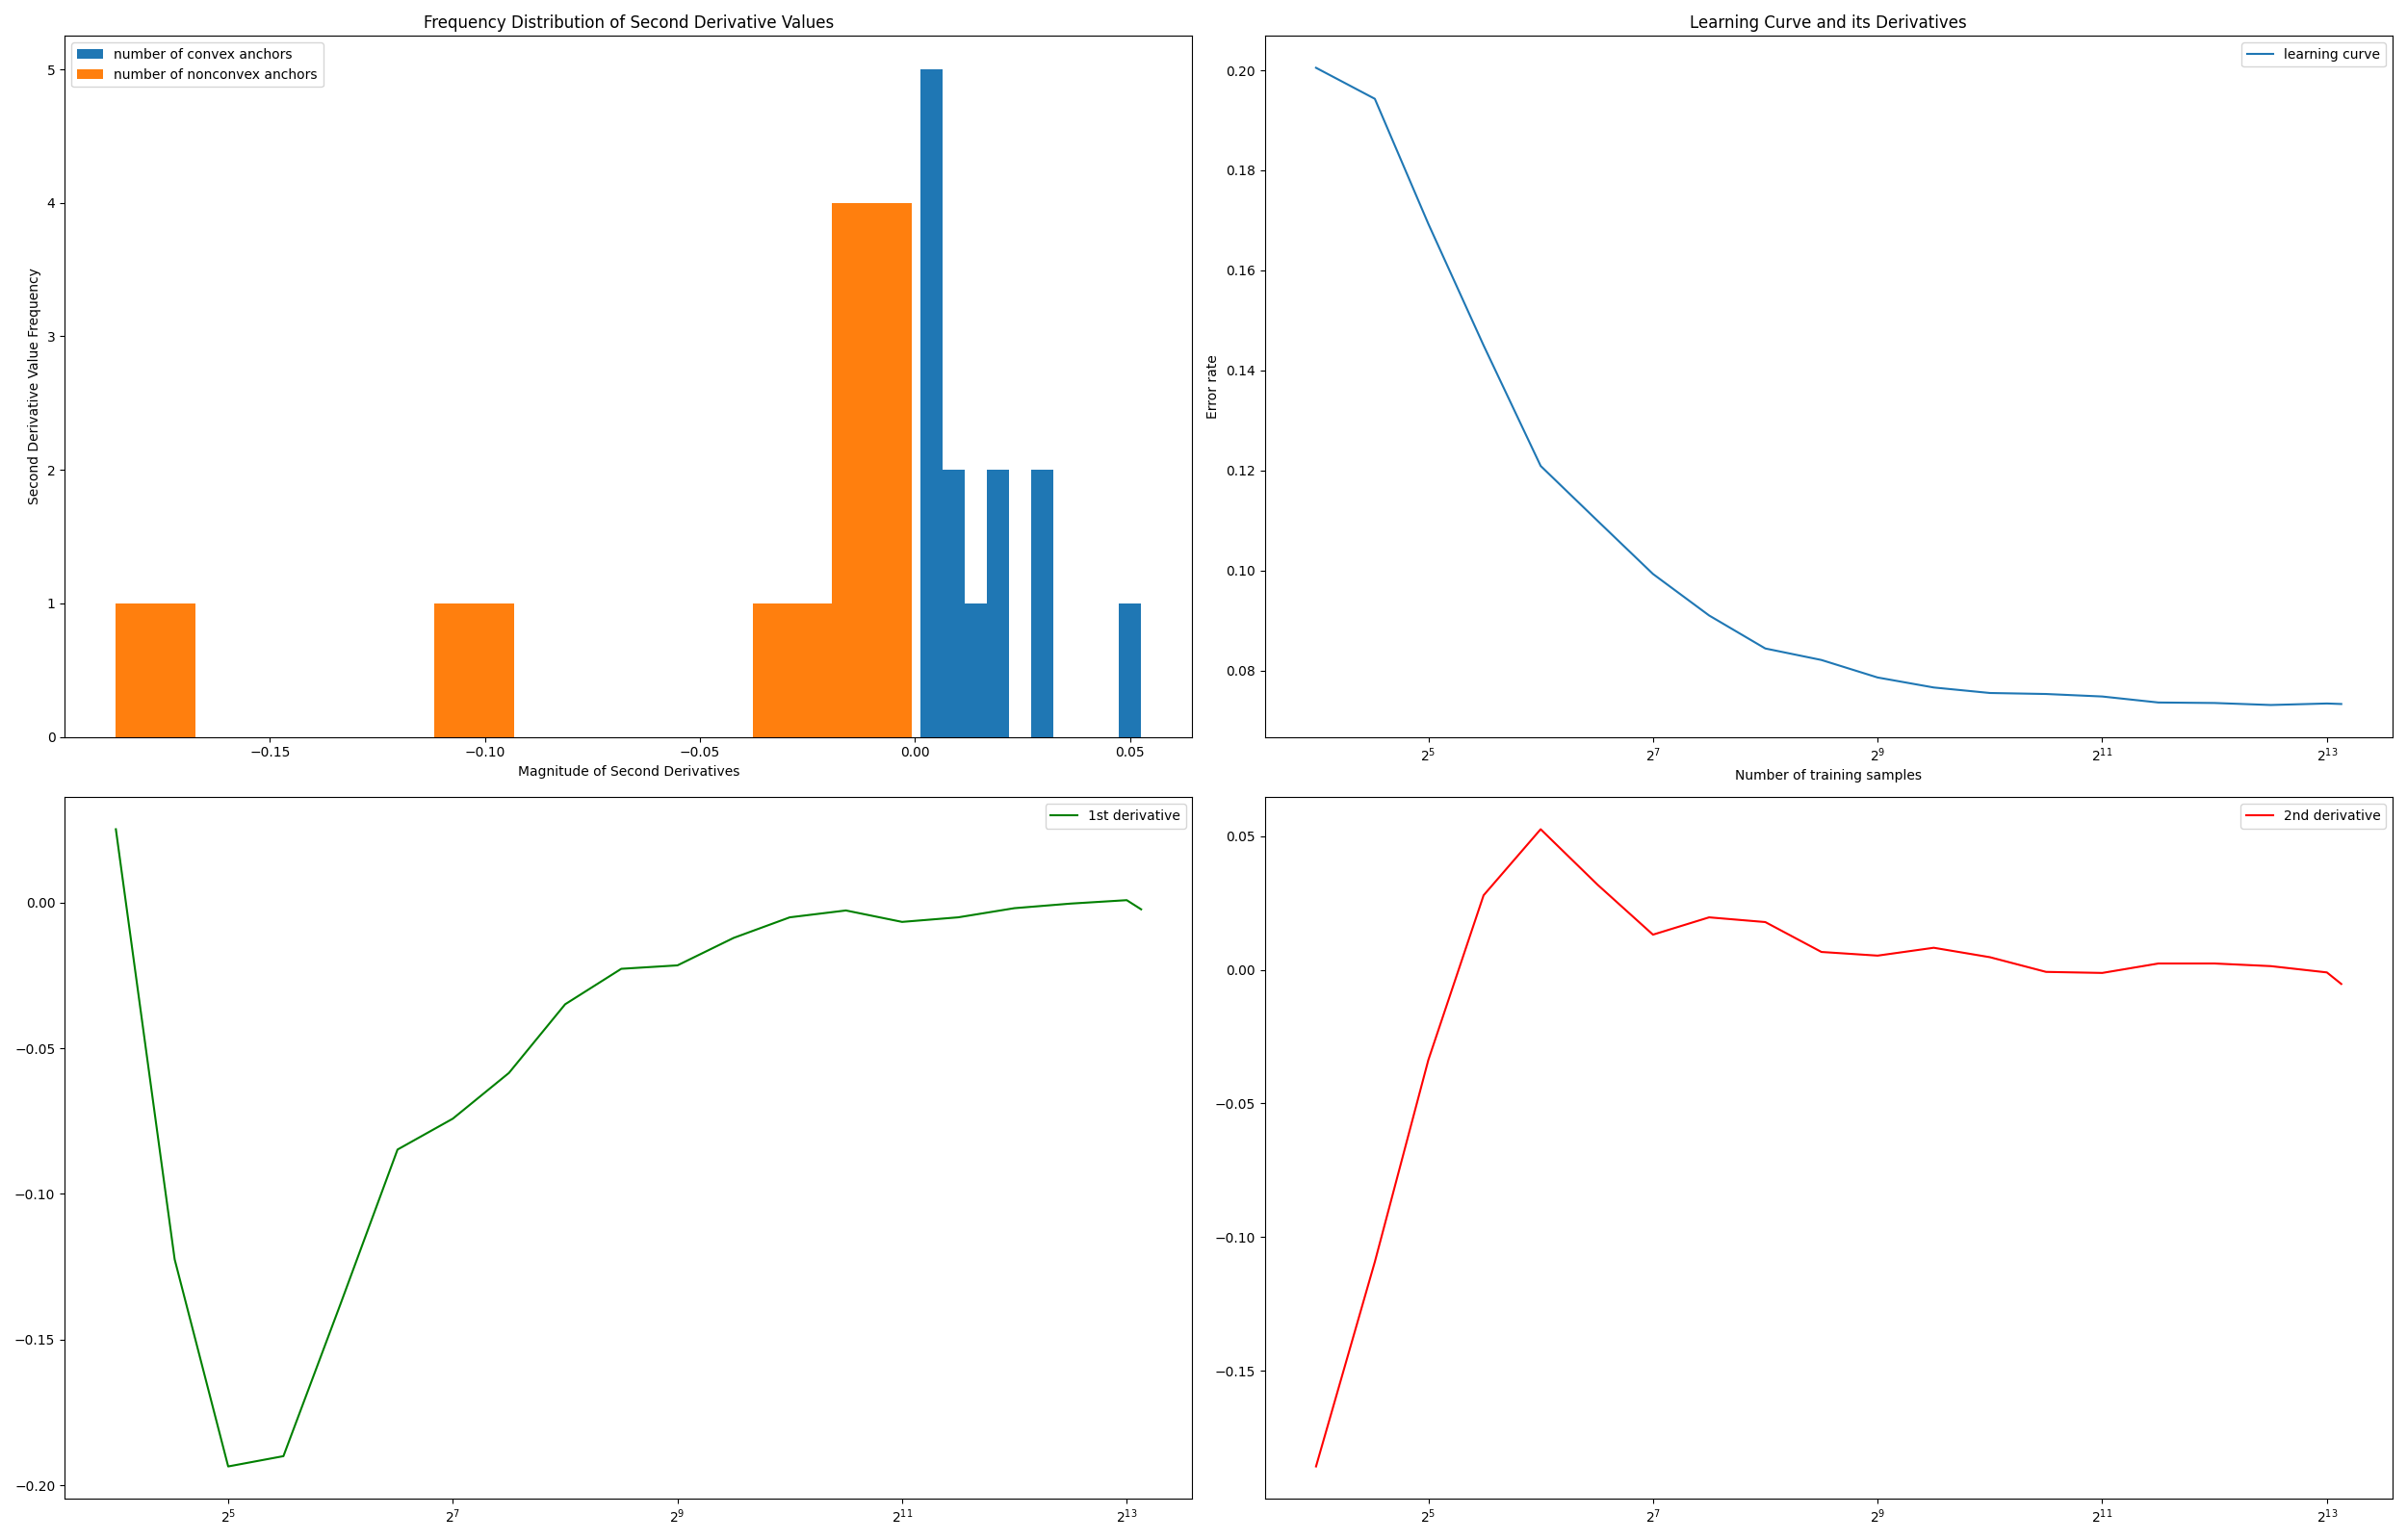 Frequency Distribution of Second Derivative Values
number of convex anchors
number of nonconvex anchors
Second Derivative Value Frequency
5
4
3
2
1
0
−0.15 −0.10 −0.05 0.00 0.05
Magnitude of Second Derivatives
Learning Curve and its Derivatives
learning curve
Error rate
0.20
0.18
0.16
0.14
0.12
0.10
0.08
2^5 2^7 2^9 2^11 2^13
Number of training samples
1st derivative
0.00
−0.05
−0.10
−0.15
−0.20
2^5 2^7 2^9 2^11 2^13
2nd derivative
0.05
0.00
−0.05
−0.10
−0.15
2^5 2^7 2^9 2^11 2^13